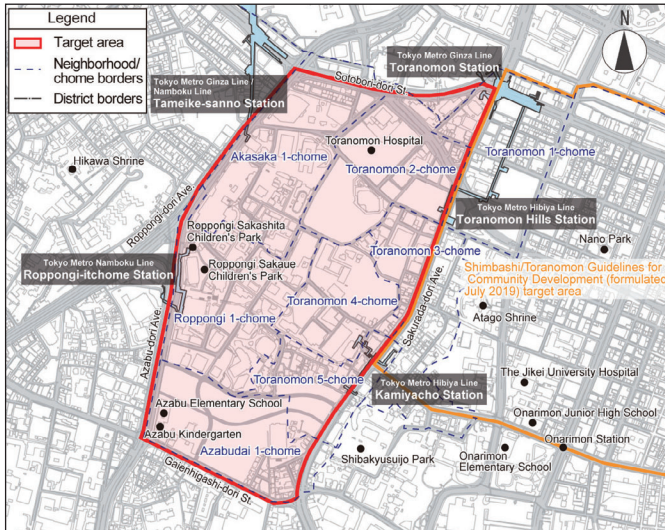 Legend
Target area
Neighborhood/
chome borders
District borders
N
Tokyo Metro Ginza Line
Toranomon Station
Tokyo Metro Ginza Line /
Namboku Line
Tameike-sanno Station
Sotobori-dori St.
Toranomon Hospital
Akasaka 1-chome
Toranomon 2-chome
Toranomon 1-chome
Hikawa Shrine
Roppongi-dori Ave.
Tokyo Metro Hibiya Line
Toranomon Hills Station
Roppongi Sakashita
Children's Park
Toranomon 3-chome
Nano Park
Tokyo Metro Namboku Line
Roppongi-itchome Station
Roppongi Sakaue
Children's Park
Shimbashi/Toranomon Guidelines for
Community Development (formulated
July 2019) target area
Toranomon 4-chome
Sakurada-dori Ave.
Atago Shrine
Azabu-dori Ave.
Roppongi 1-chome
Toranomon 5-chome
Tokyo Metro Hibiya Line
Kamiyacho Station
The Jikei University Hospital
Azabu Elementary School
Onarimon Junior High School
Azabu Kindergarten
Azabudai 1-chome
Onarimon Station
Shibakyusuijo Park
Onarimon
Elementary School
Gaienhigashi-dori St.